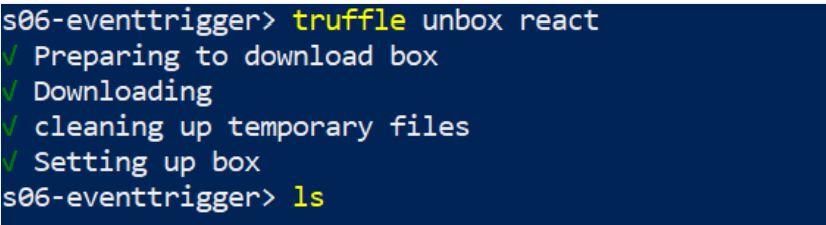 s06-eventtrigger> truffle unbox react
√ Preparing to download box
√ Downloading
√ cleaning up temporary files
√ Setting up box
s06-eventtrigger> ls